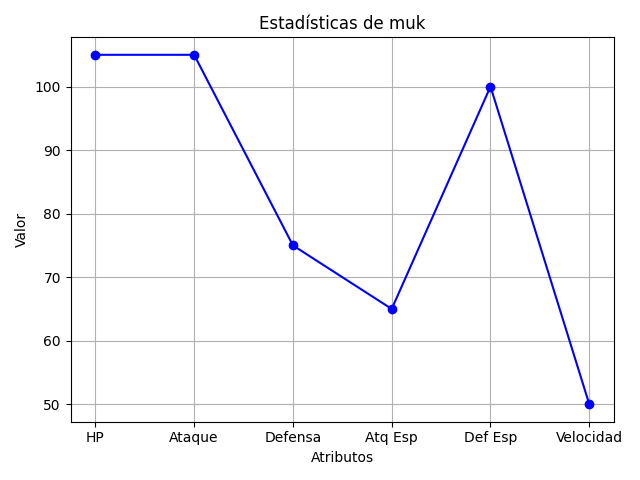 Estadísticas de muk
Valor
100
90
80
70
60
50
HP Ataque Defensa Atq Esp Def Esp Velocidad
Atributos